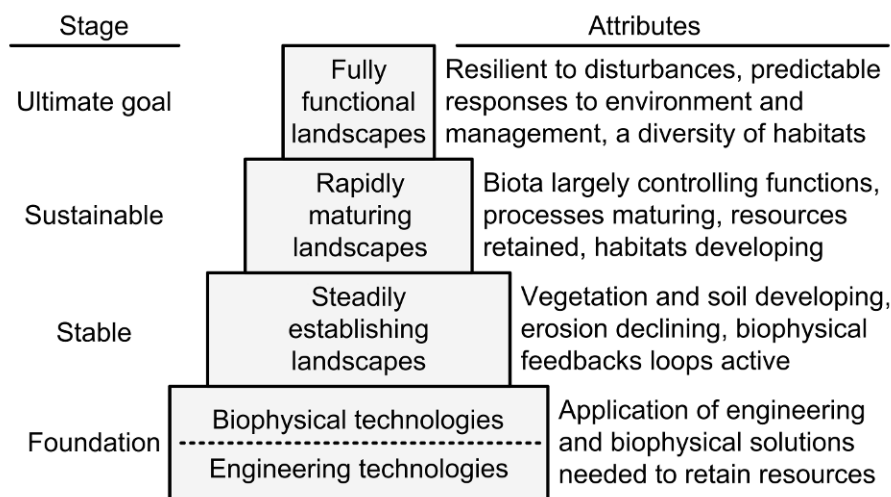 Stage
Attributes
Ultimate goal
Fully
functional
landscapes
Resilient to disturbances, predictable
responses to environment and
management, a diversity of habitats
Sustainable
Rapidly
maturing
landscapes
Biota largely controlling functions,
processes maturing, resources
retained, habitats developing
Stable
Steadily
establishing
landscapes
Vegetation and soil developing,
erosion declining, biophysical
feedbacks loops active
Foundation
Biophysical technologies
Engineering technologies
Application of engineering
and biophysical solutions
needed to retain resources